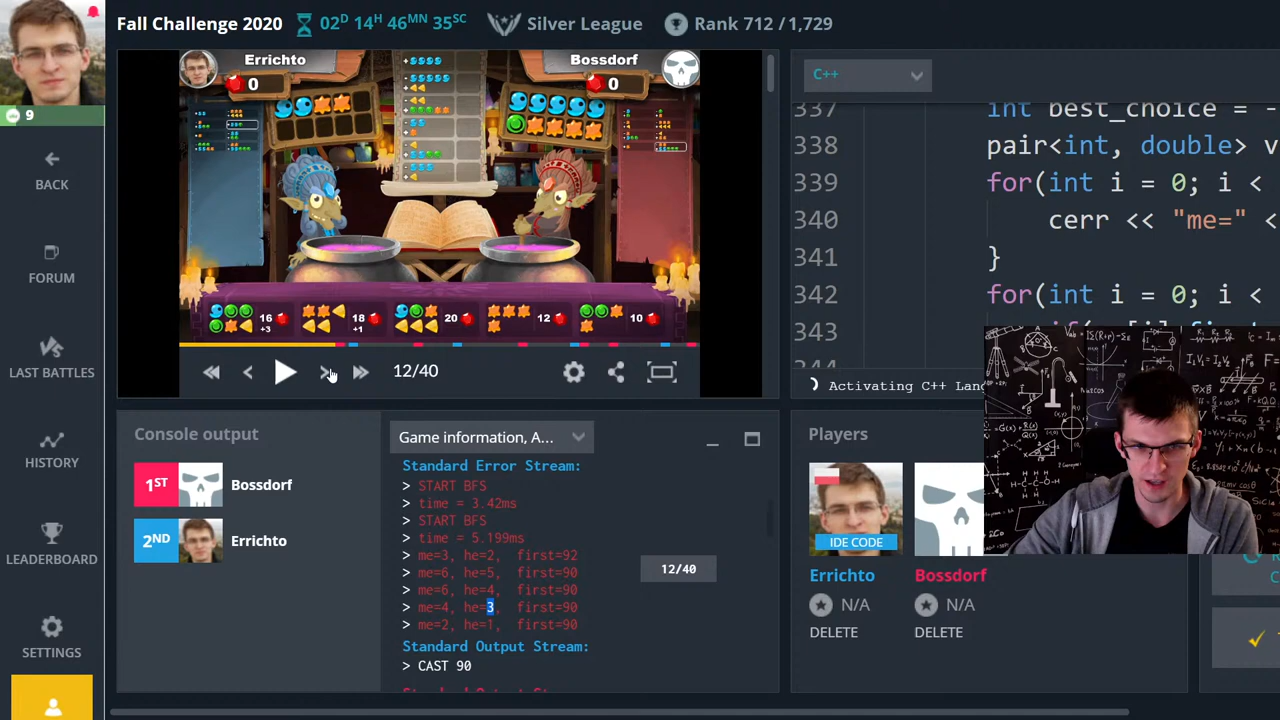 Fall Challenge 2020
02D 14H 46MN 35SC
Silver League
Rank 712 / 1,729
9
BACK
FORUM
LAST BATTLES
HISTORY
LEADERBOARD
SETTINGS
Errichto
0
Bossdorf
0
16
+3
18
+1
20
12
10
12/40
C++
337 int best_choice = -
338 pair<int, double> v
339 for(int i = 0; i <
340 cerr << "me=" <
341 }
342 for(int i = 0; i <
343
Activating C++ Lan
Console output
1ST Bossdorf
2ND Errichto
Game information, A...
Standard Error Stream:
> START BFS
> time = 3.42ms
> START BFS
> time = 5.199ms
> me=3, he=2, first=92
> me=6, he=5, first=90
> me=6, he=4, first=90
> me=4, he=3, first=90
> me=2, he=1, first=90
Standard Output Stream:
> CAST 90
12/40
Players
IDE CODE
Errichto
N/A
DELETE
Bossdorf
N/A
DELETE